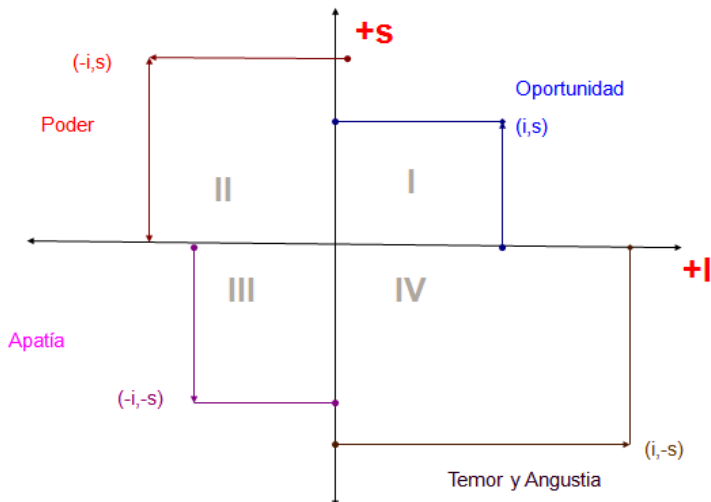 +s
(-i,s)
Oportunidad
Poder
(i,s)
II
I
+I
III
IV
Apatía
(-i,-s)
(i,-s)
Temor y Angustia